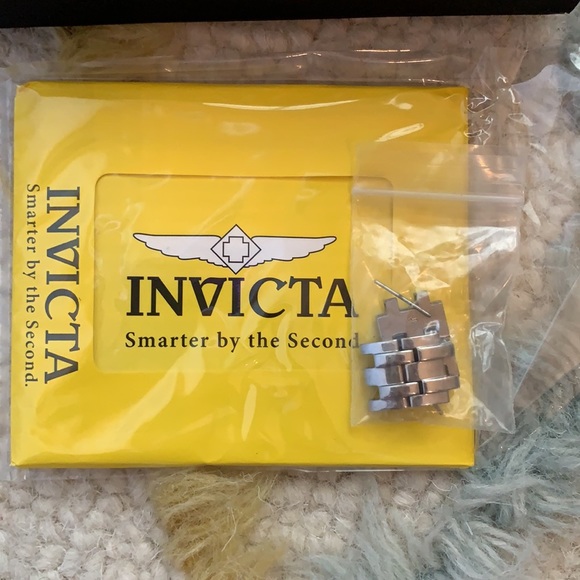 INVICTA
Smarter by the Second.
INVICTA
Smarter by the Second